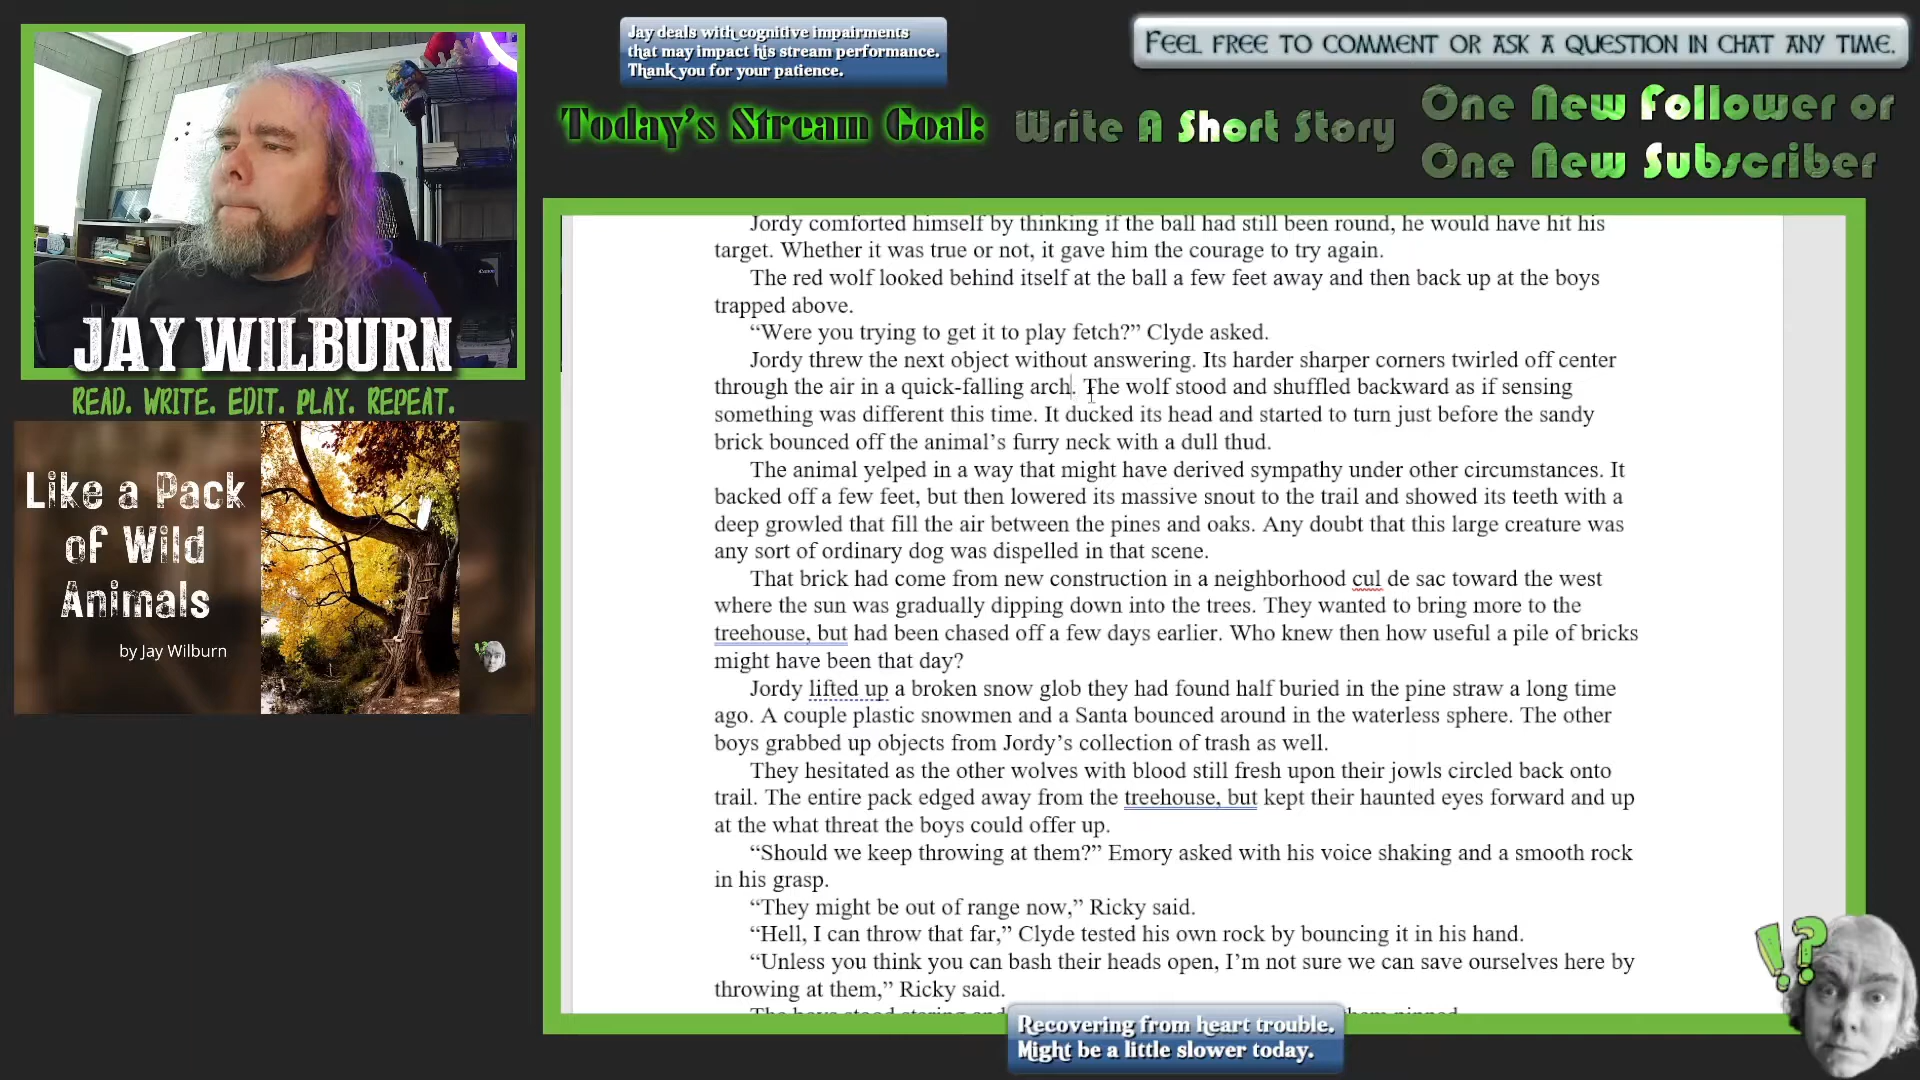 Jay deals with cognitive impairments
that may impact his stream performance.
Thank you for your patience.
FEEL FREE TO COMMENT OR ASK A QUESTION IN CHAT ANY TIME.
Today's Stream Goal:
Write A Short Story
One New Follower or
One New Subscriber
JAY WILBURN
READ. WRITE. EDIT. PLAY. REPEAT.
Like a Pack
of Wild
Animals
by Jay Wilburn
Jordy comforted himself by thinking if the ball had still been round, he would have hit his
target. Whether it was true or not, it gave him the courage to try again.
The red wolf looked behind itself at the ball a few feet away and then back up at the boys
trapped above.
“Were you trying to get it to play fetch?” Clyde asked.
Jordy threw the next object without answering. Its harder sharper corners twirled off center
through the air in a quick-falling arch. The wolf stood and shuffled backward as if sensing
something was different this time. It ducked its head and started to turn just before the sandy
brick bounced off the animal’s furry neck with a dull thud.
The animal yelped in a way that might have derived sympathy under other circumstances. It
backed off a few feet, but then lowered its massive snout to the trail and showed its teeth with a
deep growled that fill the air between the pines and oaks. Any doubt that this large creature was
any sort of ordinary dog was dispelled in that scene.
That brick had come from new construction in a neighborhood cul de sac toward the west
where the sun was gradually dipping down into the trees. They wanted to bring more to the
treehouse, but had been chased off a few days earlier. Who knew then how useful a pile of bricks
might have been that day?
Jordy lifted up a broken snow glob they had found half buried in the pine straw a long time
ago. A couple plastic snowmen and a Santa bounced around in the waterless sphere. The other
boys grabbed up objects from Jordy’s collection of trash as well.
They hesitated as the other wolves with blood still fresh upon their jowls circled back onto
trail. The entire pack edged away from the treehouse, but kept their haunted eyes forward and up
at the what threat the boys could offer up.
“Should we keep throwing at them?” Emory asked with his voice shaking and a smooth rock
in his grasp.
“They might be out of range now,” Ricky said.
“Hell, I can throw that far,” Clyde tested his own rock by bouncing it in his hand.
“Unless you think you can bash their heads open, I’m not sure we can save ourselves here by
throwing at them,” Ricky said.
Recovering from heart trouble.
Might be a little slower today.
!?